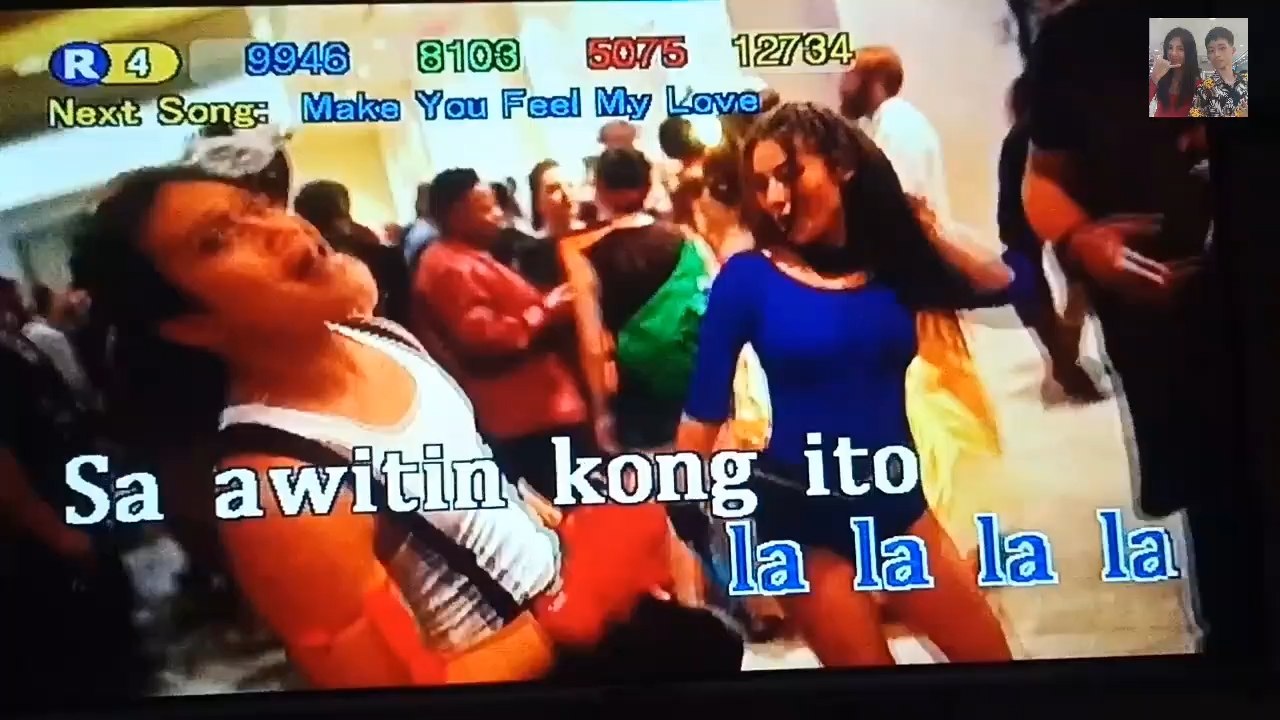 R 4 9946 8103 5075 12734
Next Song: Make You Feel My Love
Sa awitin kong ito
la la la la